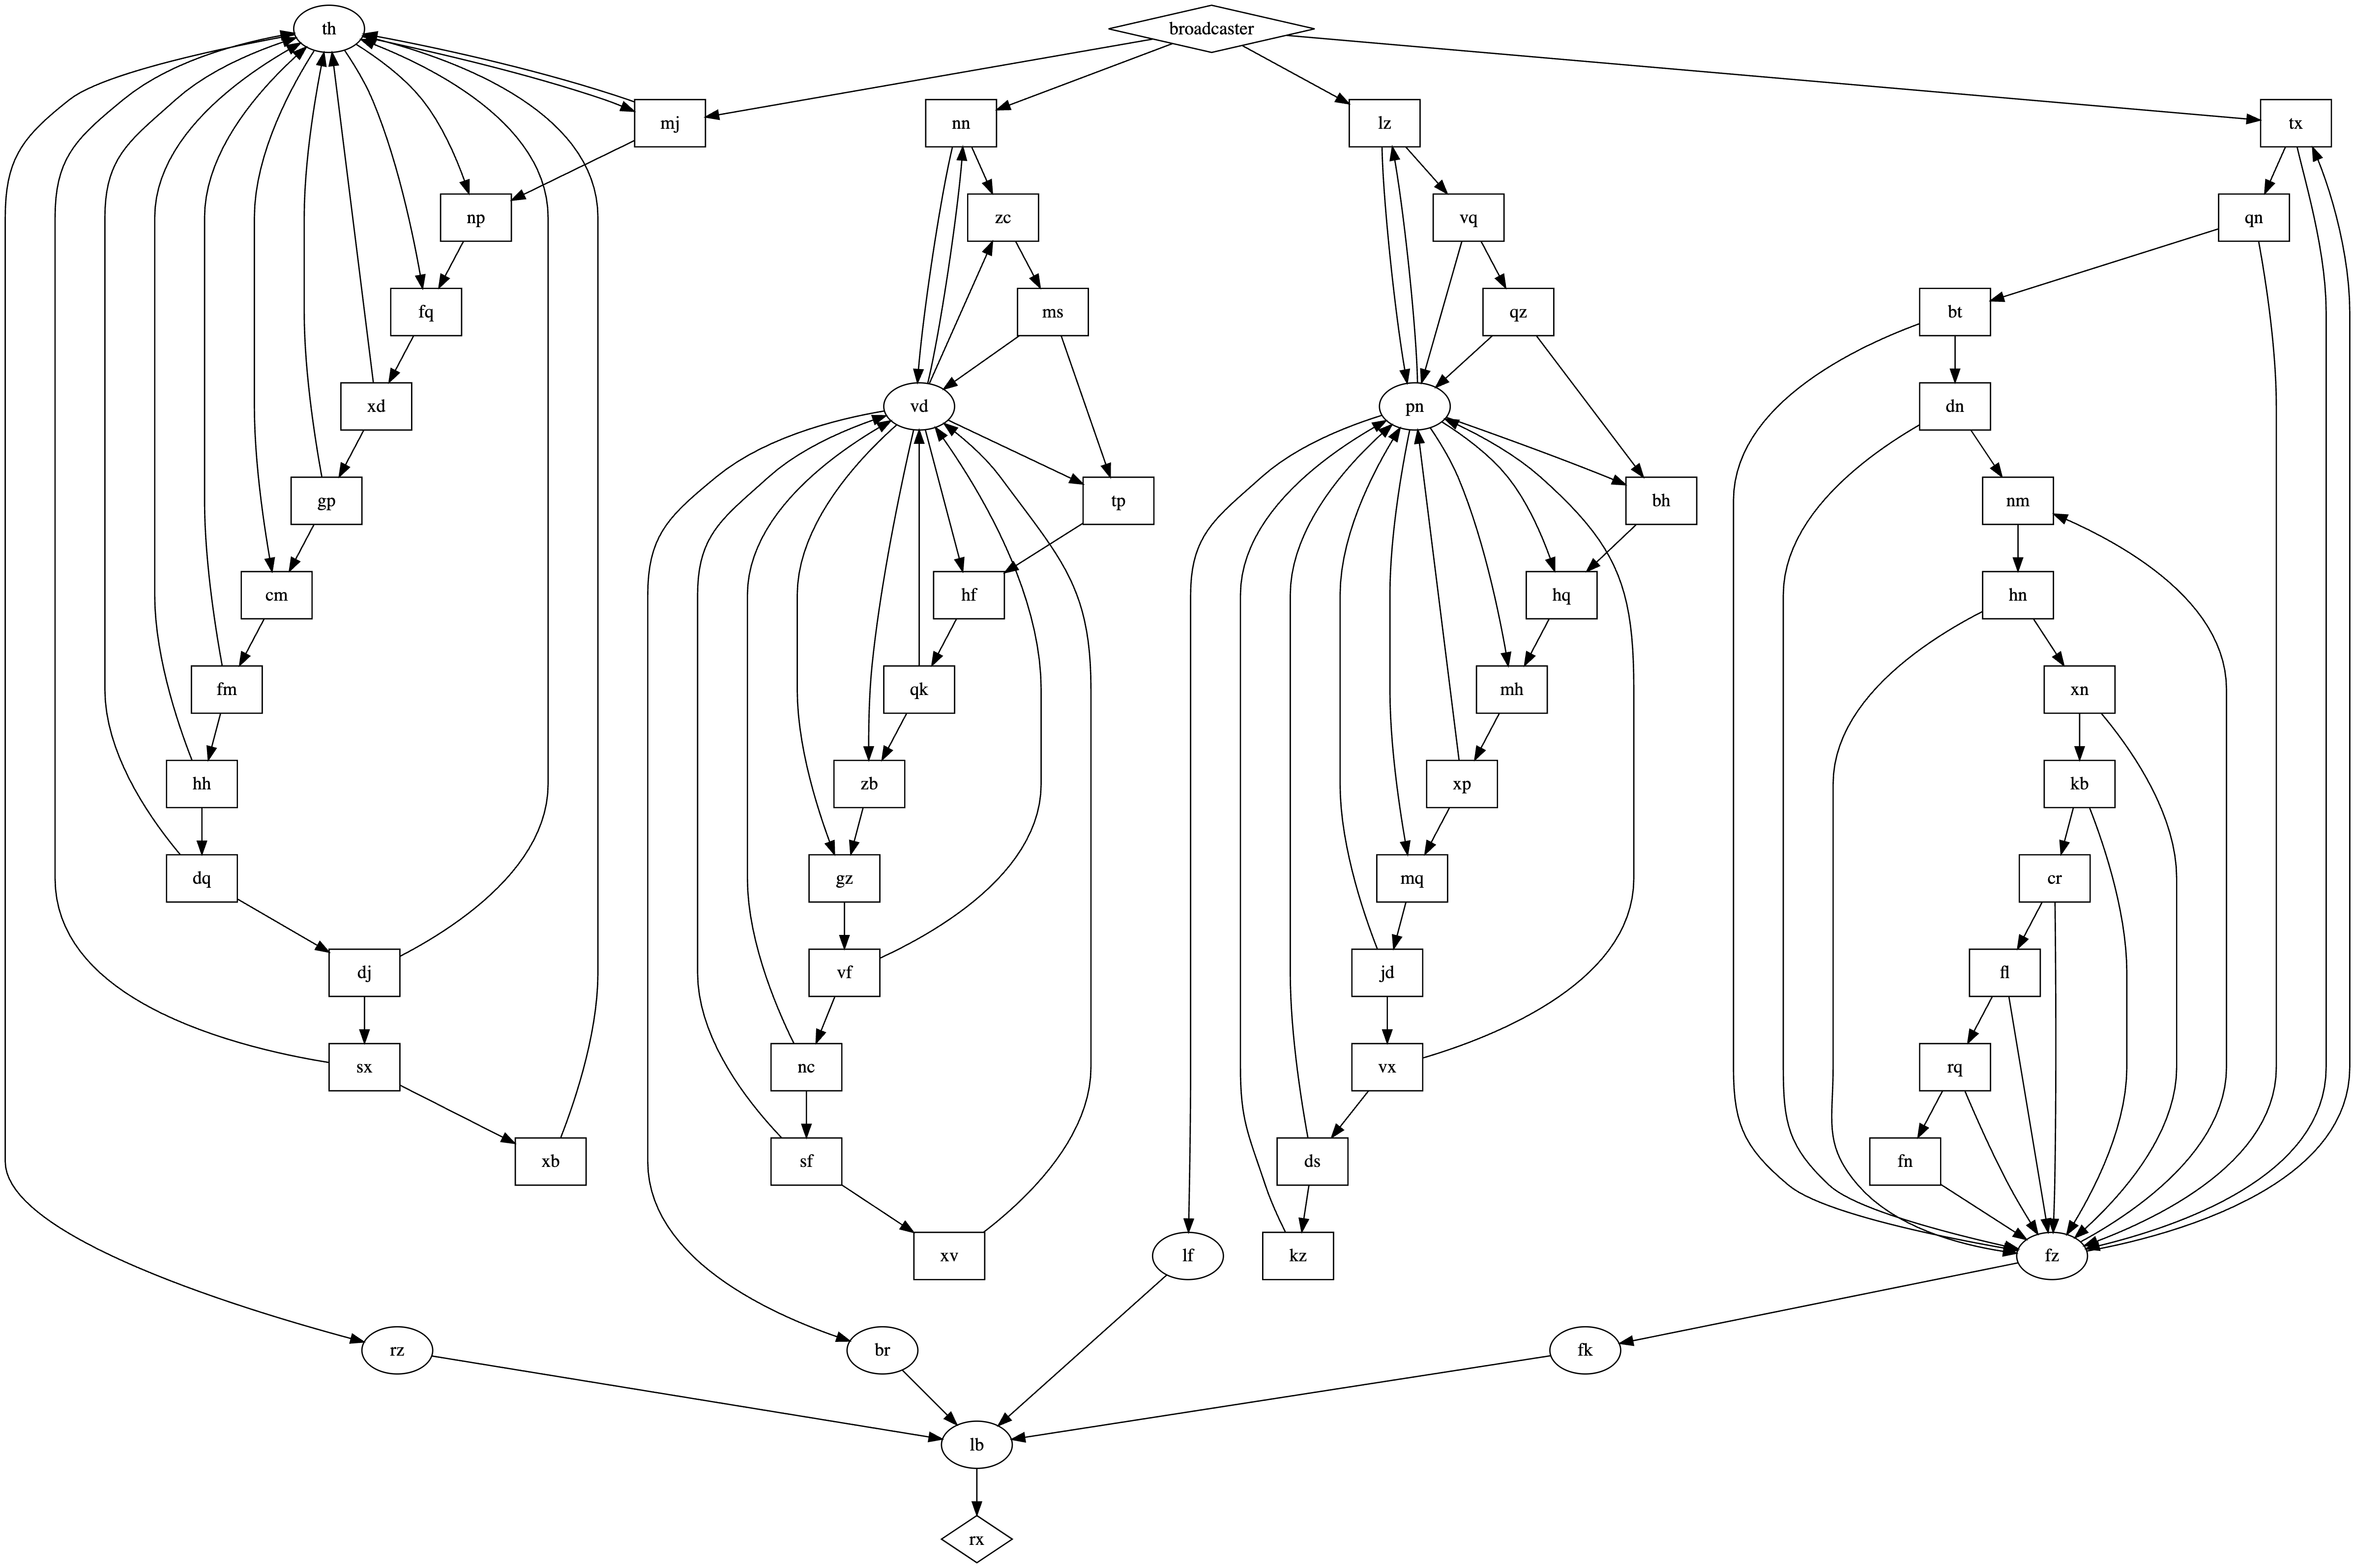 th
broadcaster
mj
nn
lz
tx
np
zc
vq
qn
fq
ms
qz
bt
xd
vd
pn
dn
gp
tp
bh
nm
cm
hf
hq
hn
fm
qk
mh
xn
hh
zb
xp
kb
dq
gz
mq
cr
dj
vf
jd
fl
sx
nc
vx
rq
xb
sf
ds
fn
xv
lf
kz
fz
rz
br
fk
lb
rx